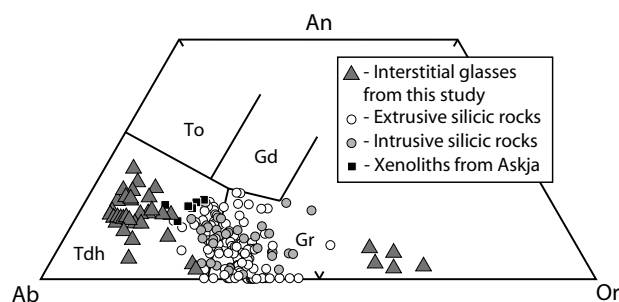 An
- Interstitial glasses
from this study
- Extrusive silicic rocks
- Intrusive silicic rocks
- Xenoliths from Askja
To
Gd
Tdh
Gr
Ab
Or